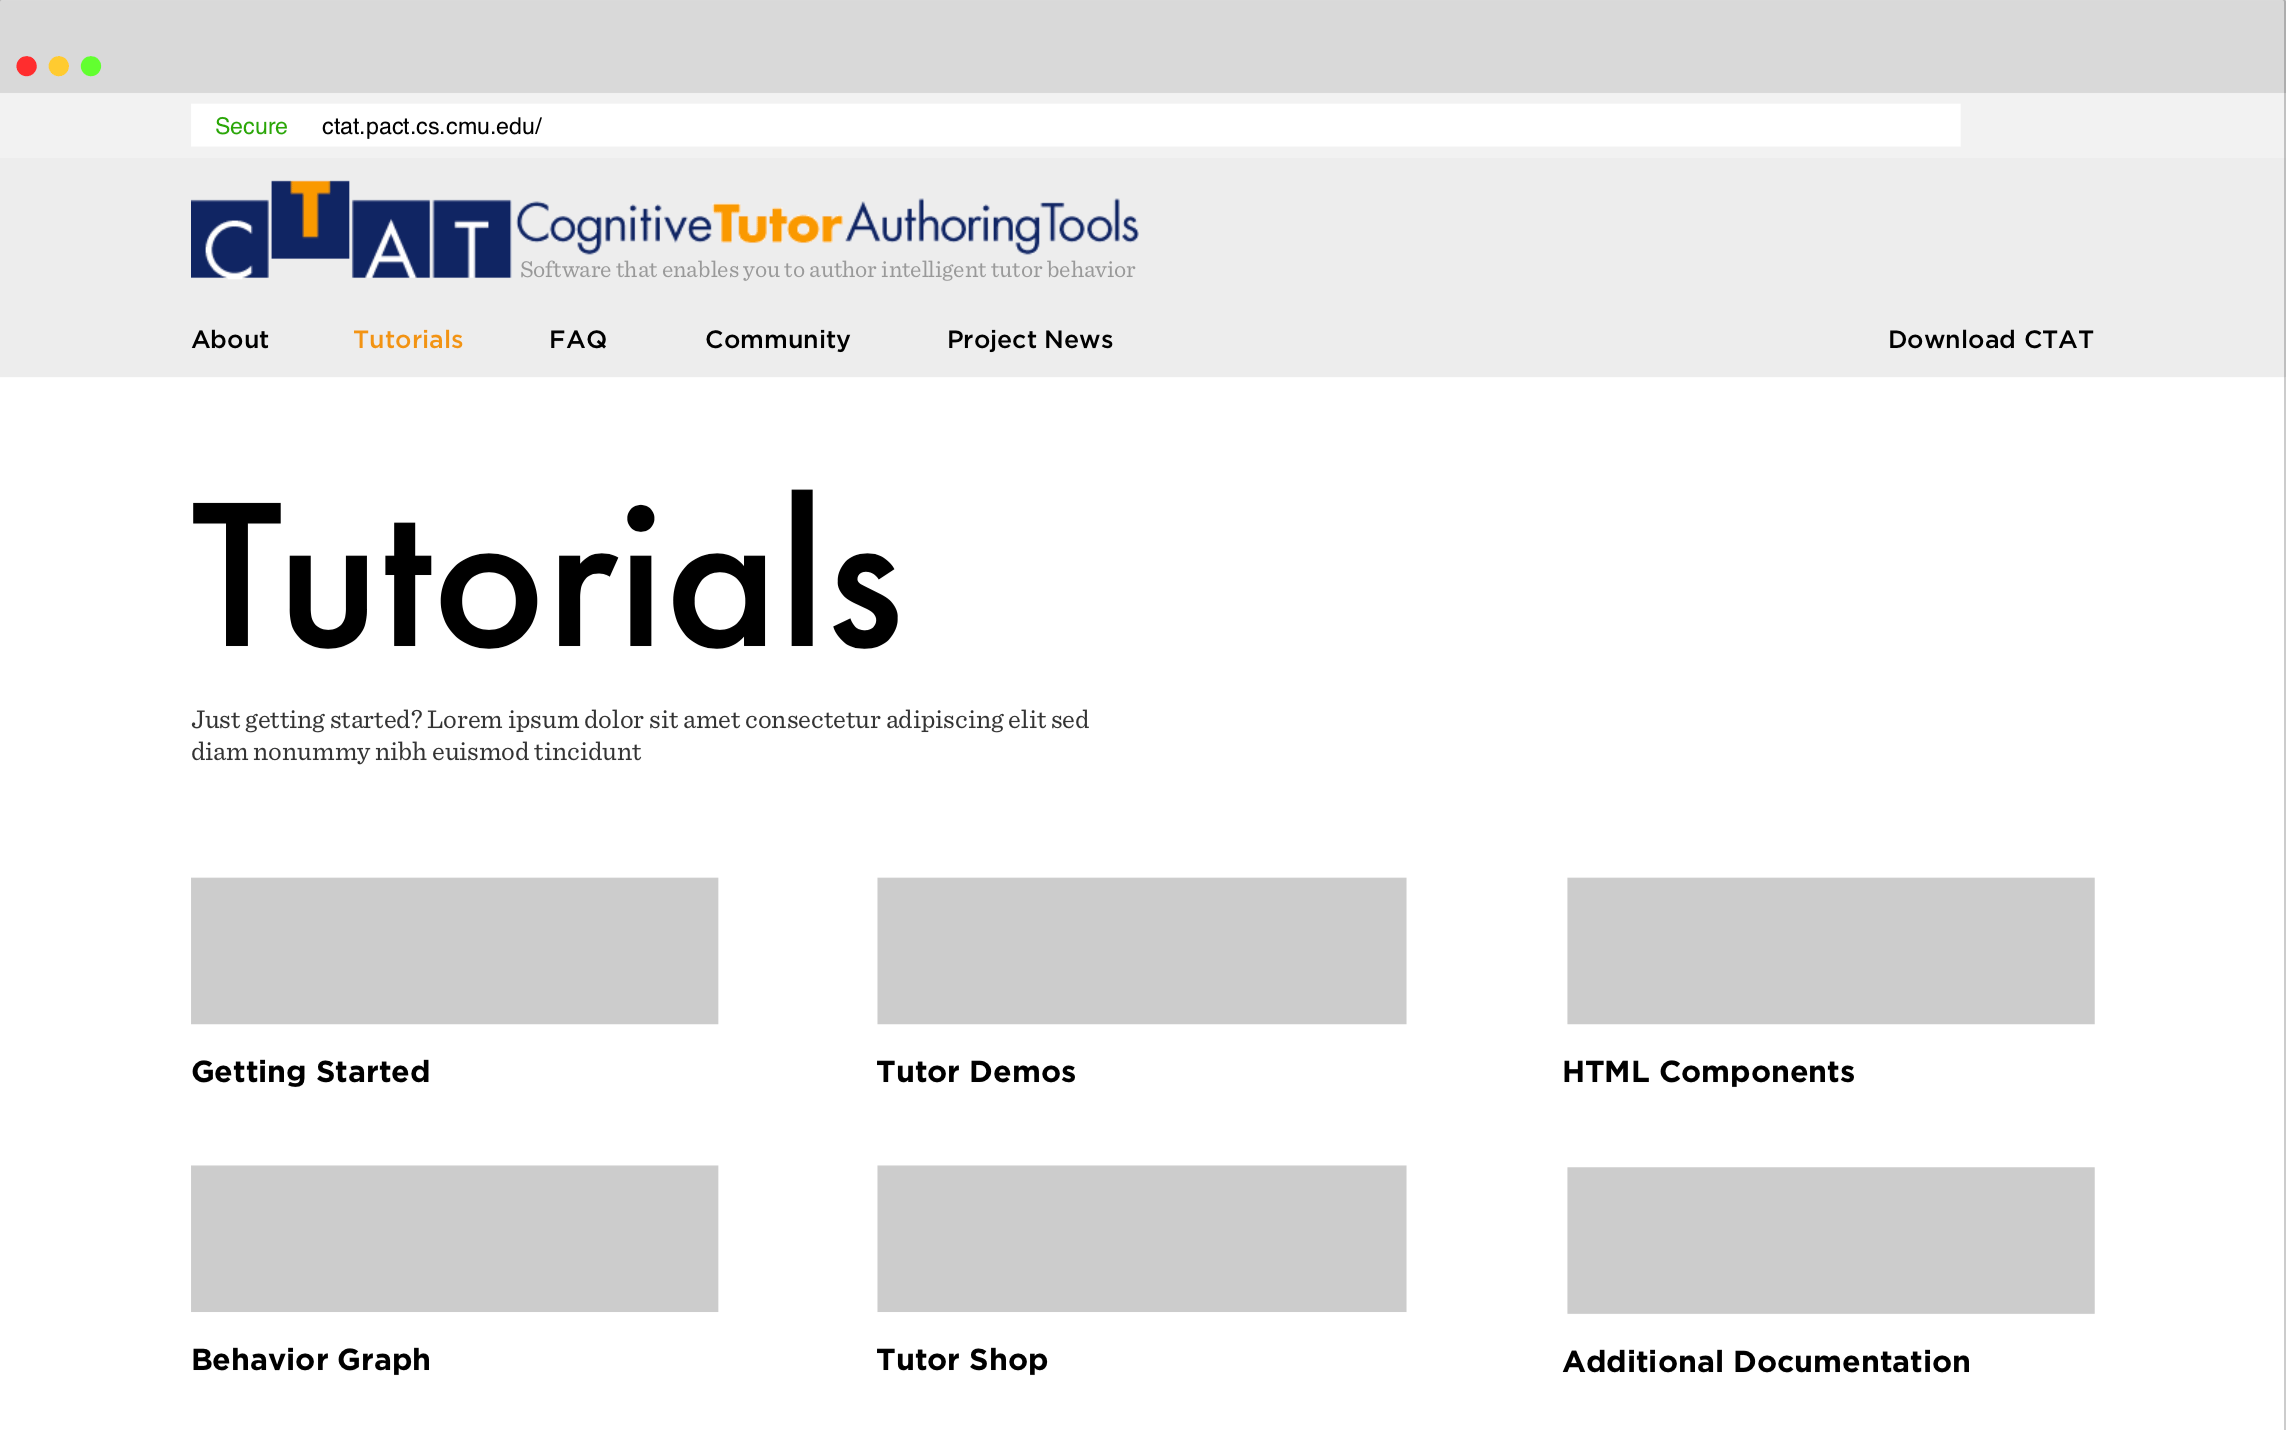 Secure ctat.pact.cs.cmu.edu/
CTAT CognitiveTutorAuthoringTools
Software that enables you to author intelligent tutor behavior
About Tutorials FAQ Community Project News Download CTAT
Tutorials
Just getting started? Lorem ipsum dolor sit amet consectetur adipiscing elit sed
diam nonummy nibh euismod tincidunt
Getting Started Tutor Demos HTML Components
Behavior Graph Tutor Shop Additional Documentation